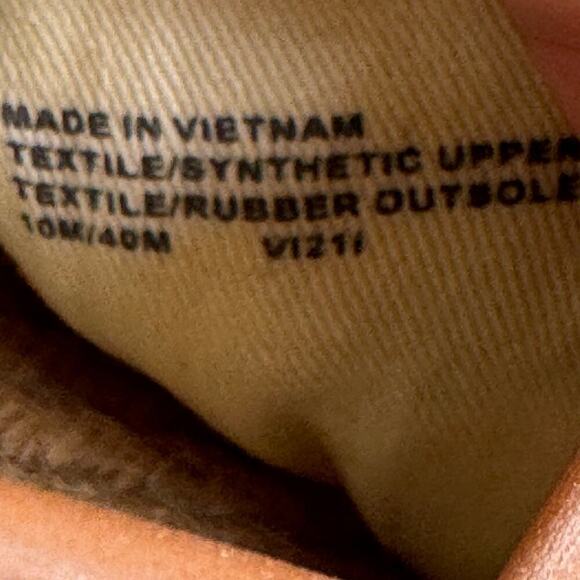 MADE IN VIETNAM
TEXTILE/SYNTHETIC UPPER
TEXTILE/RUBBER OUTSOLE
10M/40M